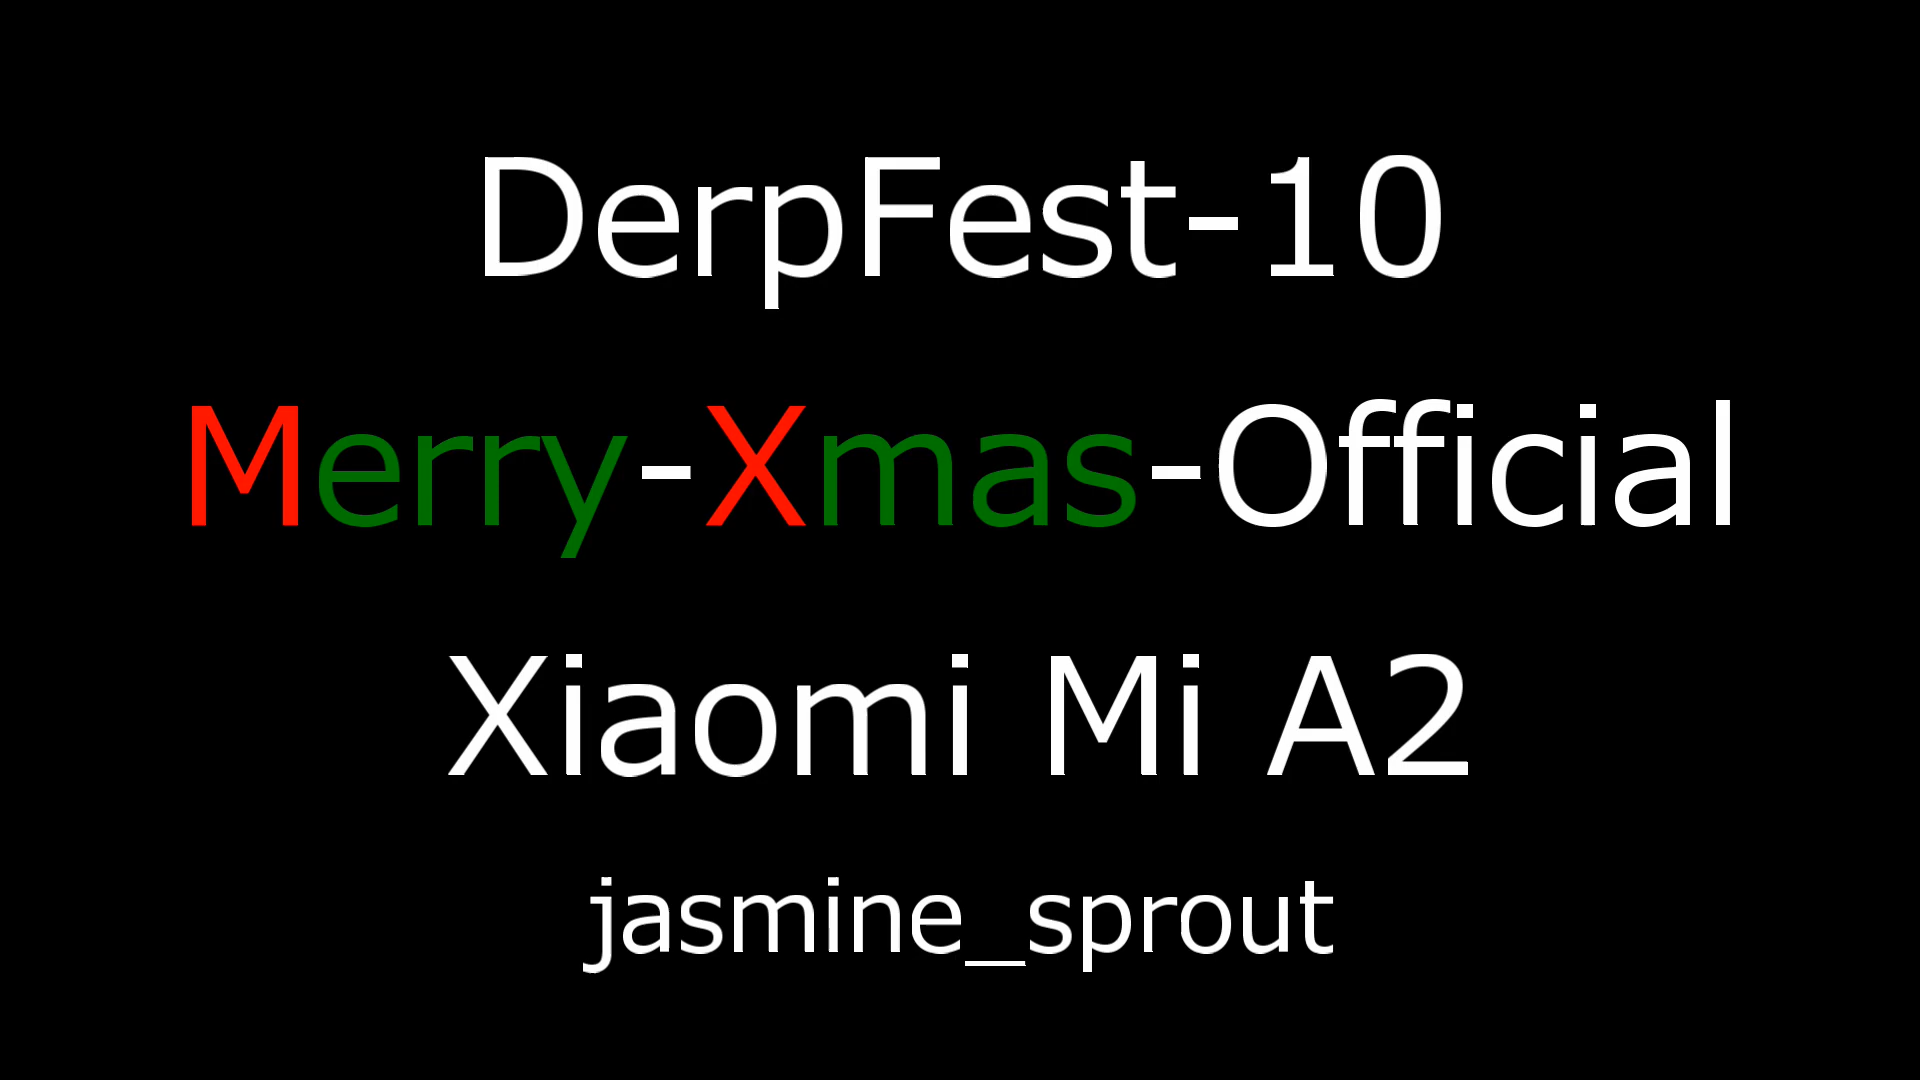 DerpFest-10
Merry-Xmas-Official
Xiaomi Mi A2
jasmine_sprout